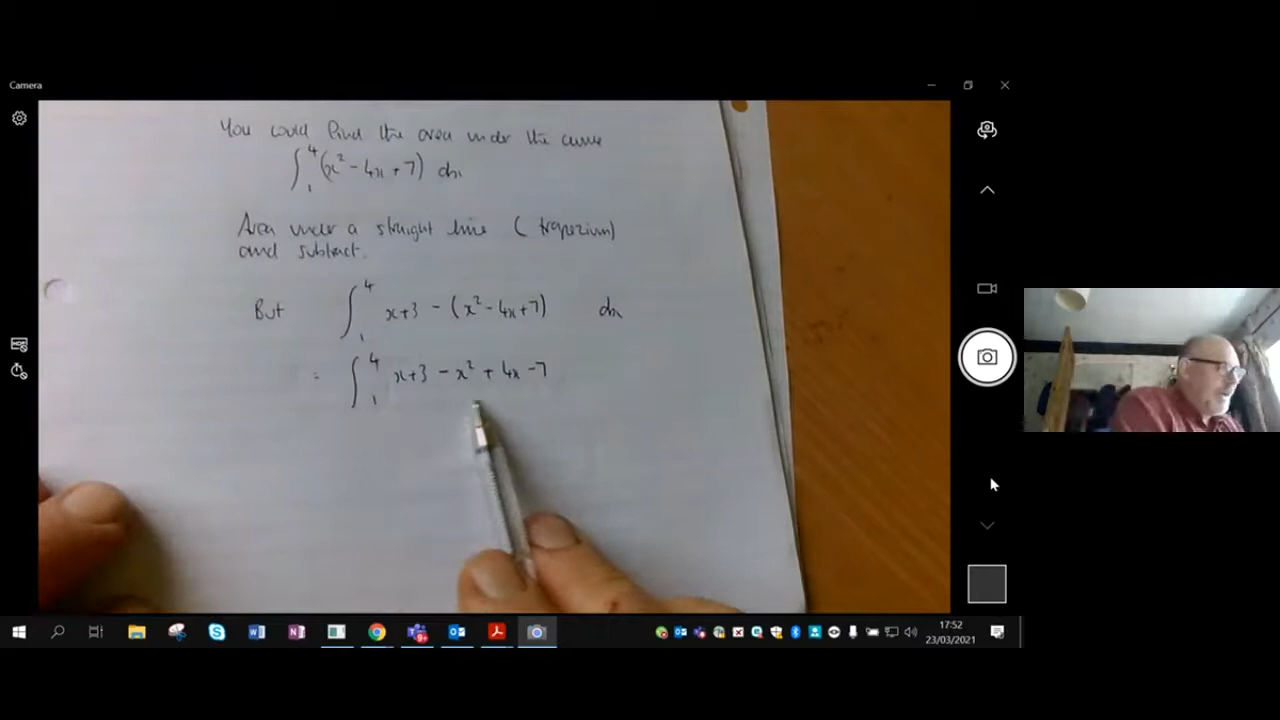 Camera
You could find the area under the curve
∫₁⁴ (x² - 4x + 7) dx
Area under a straight line ( trapezium)
and subtract.
But ∫₁⁴ x+3 - (x² - 4x + 7) dx
= ∫₁⁴ x+3 - x² + 4x - 7
17:52
23/03/2021